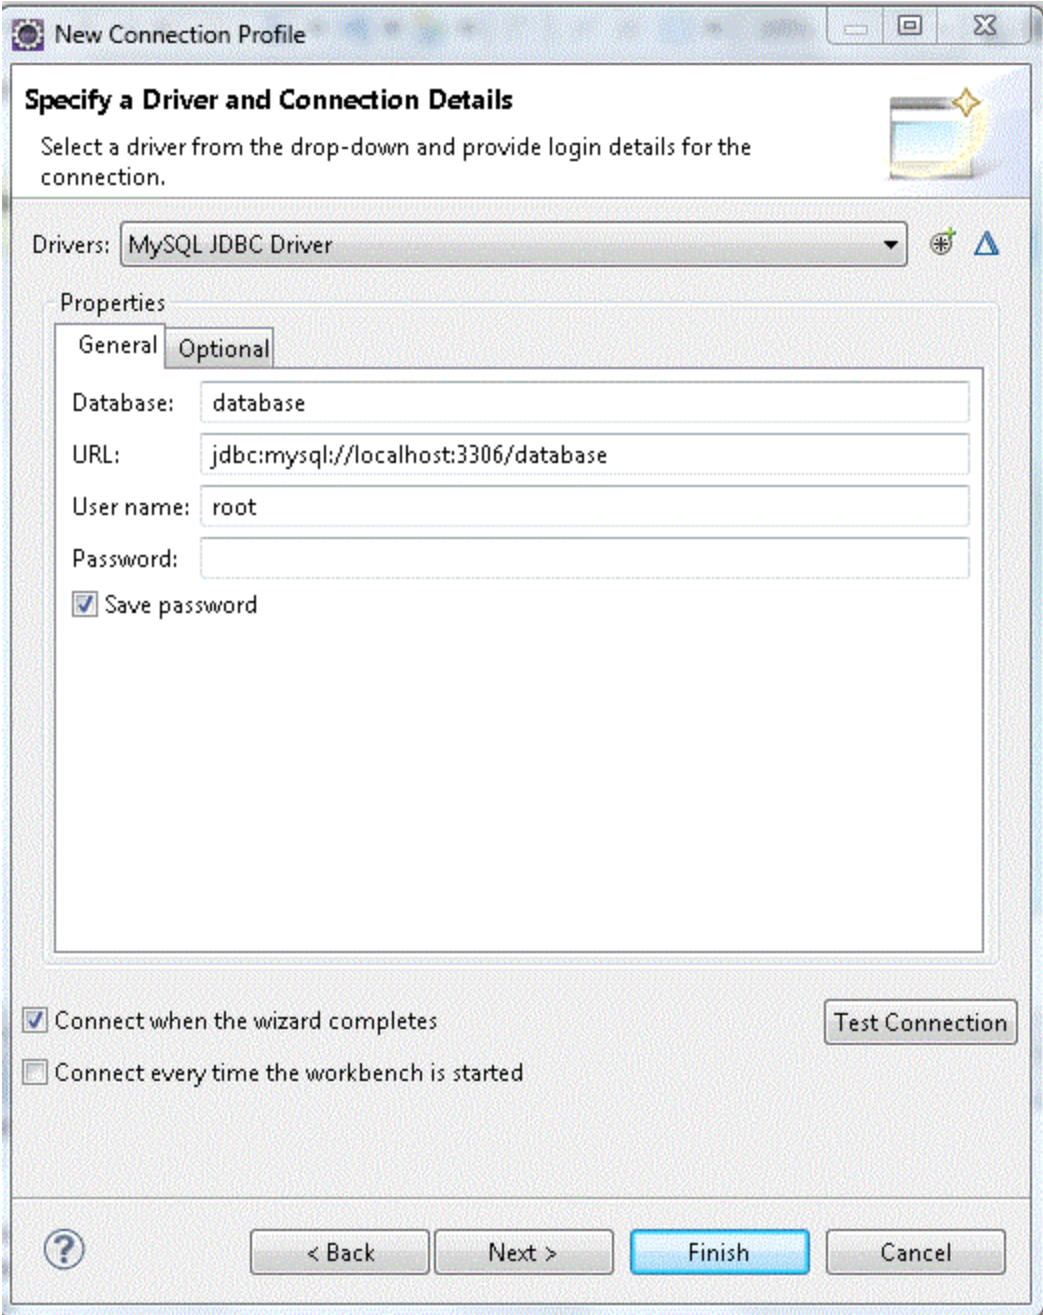 New Connection Profile
Specify a Driver and Connection Details
Select a driver from the drop-down and provide login details for the
connection.
Drivers: MySQL JDBC Driver
Properties
General Optional
Database: database
URL: jdbc:mysql://localhost:3306/database
User name: root
Password:
Save password
Connect when the wizard completes
Test Connection
Connect every time the workbench is started
? < Back Next > Finish Cancel